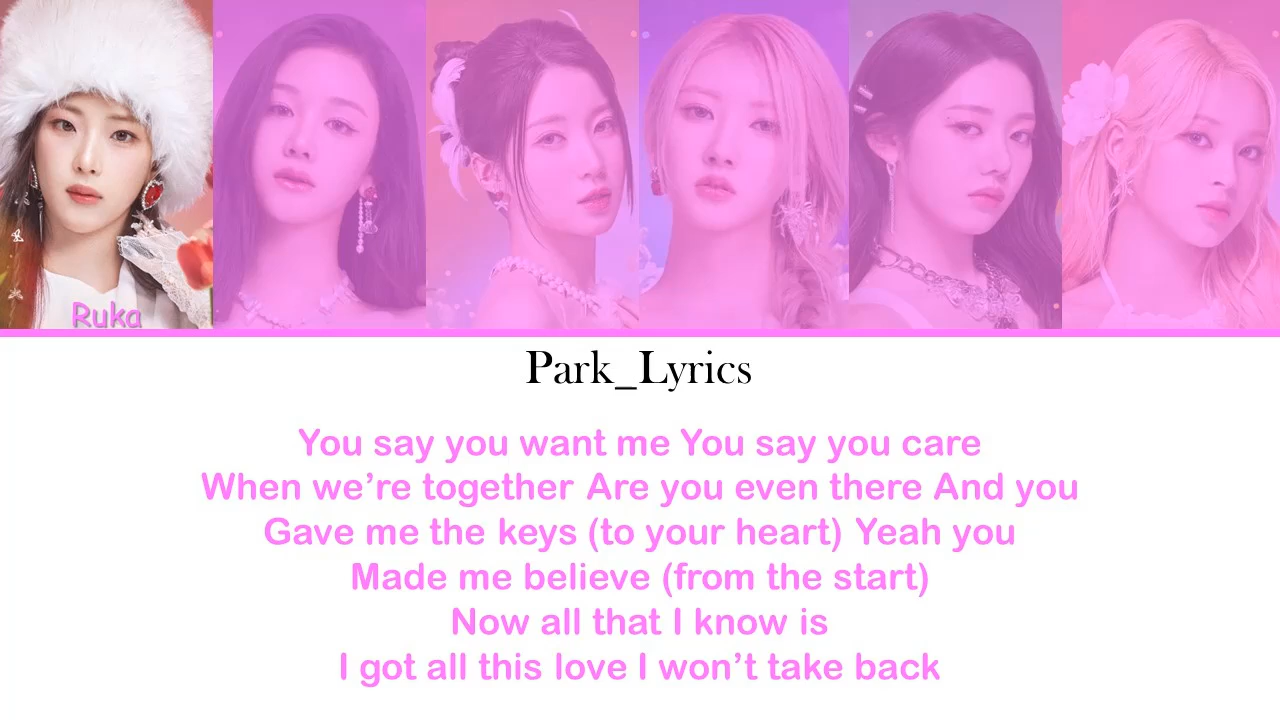 Ruka
Park_Lyrics
You say you want me You say you care
When we’re together Are you even there And you
Gave me the keys (to your heart) Yeah you
Made me believe (from the start)
Now all that I know is
I got all this love I won’t take back